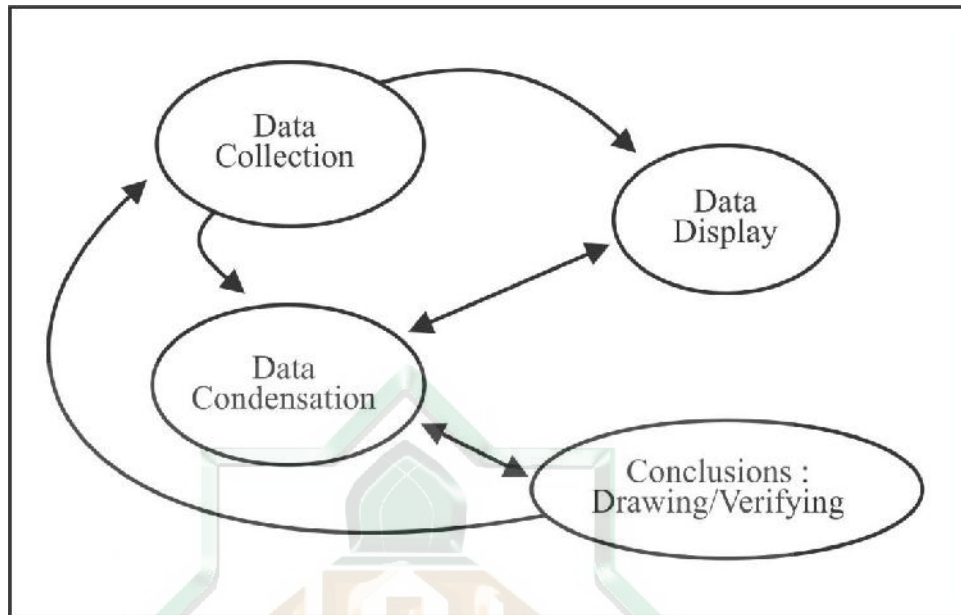 Data
Collection
Data
Display
Data
Condensation
Conclusions :
Drawing/Verifying